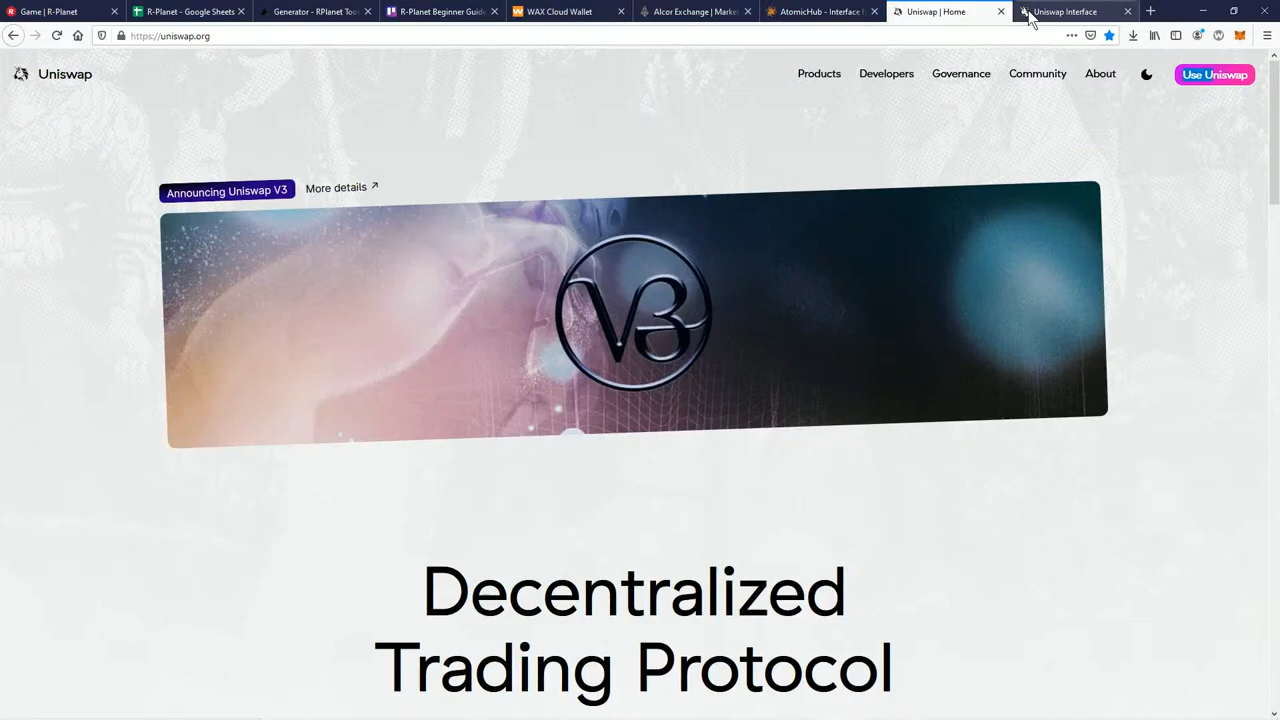 Game | R-Planet
R-Planet - Google Sheets
Generator - RPlanet Too
R-Planet Beginner Guide
WAX Cloud Wallet
Alcor Exchange | Marke
AtomicHub - Interface
Uniswap | Home
Uniswap Interface
https://uniswap.org
Uniswap
Products
Developers
Governance
Community
About
Use Uniswap
Announcing Uniswap V3
More details ↗
V3
Decentralized
Trading Protocol